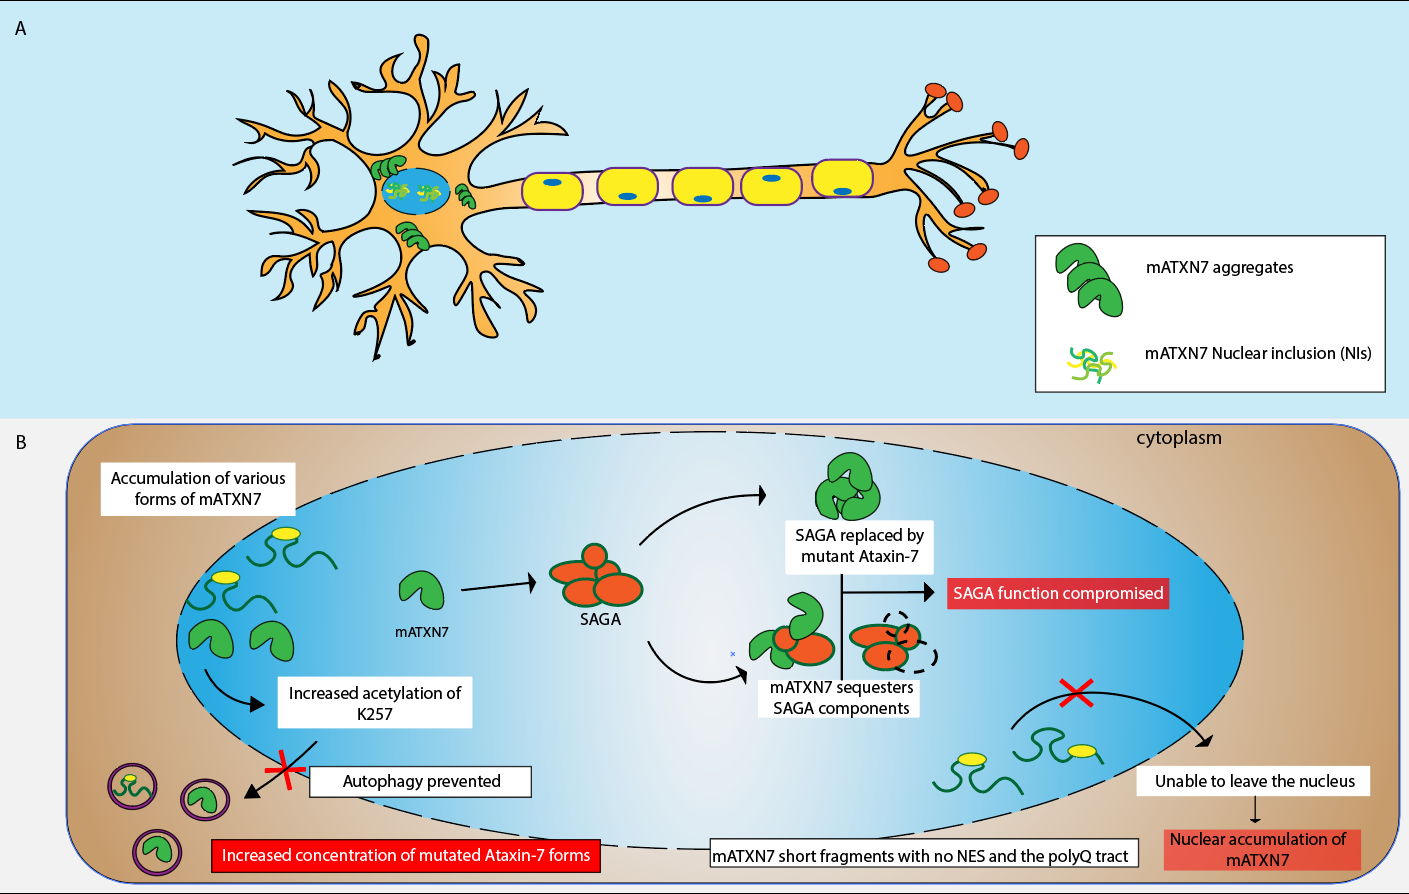 A
mATXN7 aggregates
mATXN7 Nuclear inclusion (NIs)
B
cytoplasm
Accumulation of various
forms of mATXN7
mATXN7
SAGA
SAGA replaced by
mutant Ataxin-7
SAGA function compromised
mATXN7 sequesters
SAGA components
Increased acetylation of
K257
Autophagy prevented
Increased concentration of mutated Ataxin-7 forms
mATXN7 short fragments with no NES and the polyQ tract
Unable to leave the nucleus
Nuclear accumulation of
mATXN7